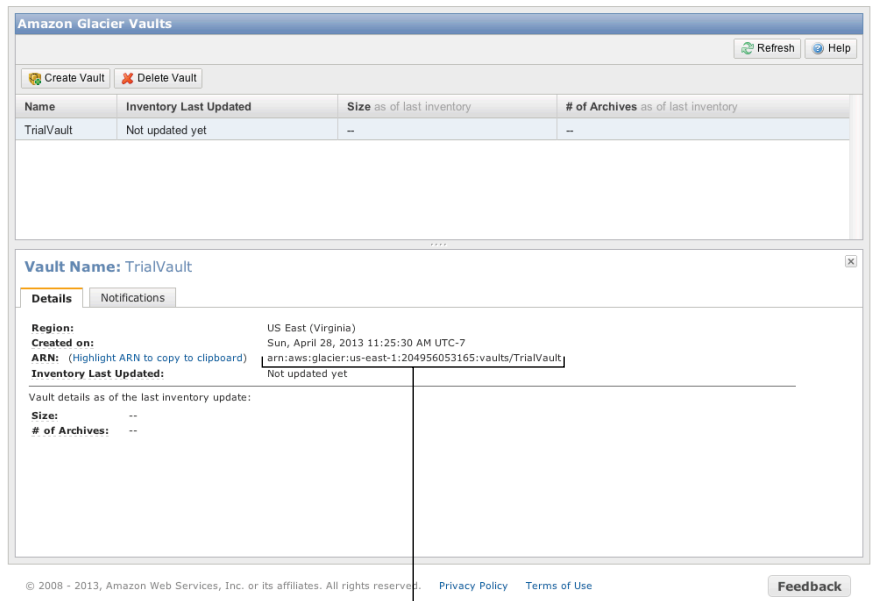 Amazon Glacier Vaults
Refresh Help
Create Vault Delete Vault
Name Inventory Last Updated Size as of last inventory # of Archives as of last inventory
TrialVault Not updated yet -- --
Vault Name: TrialVault
Details Notifications
Region: US East (Virginia)
Created on: Sun, April 28, 2013 11:25:30 AM UTC-7
ARN: (Highlight ARN to copy to clipboard) arn:aws:glacier:us-east-1:204956053165:vaults/TrialVault
Inventory Last Updated: Not updated yet
Vault details as of the last inventory update:
Size: --
# of Archives: --
© 2008 - 2013, Amazon Web Services, Inc. or its affiliates. All rights reserved. Privacy Policy Terms of Use Feedback